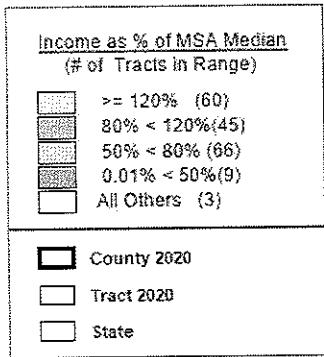 Income as % of MSA Median
(# of Tracts in Range)
>= 120% (60)
80% < 120%(45)
50% < 80% (66)
0.01% < 50%(9)
All Others (3)
County 2020
Tract 2020
State